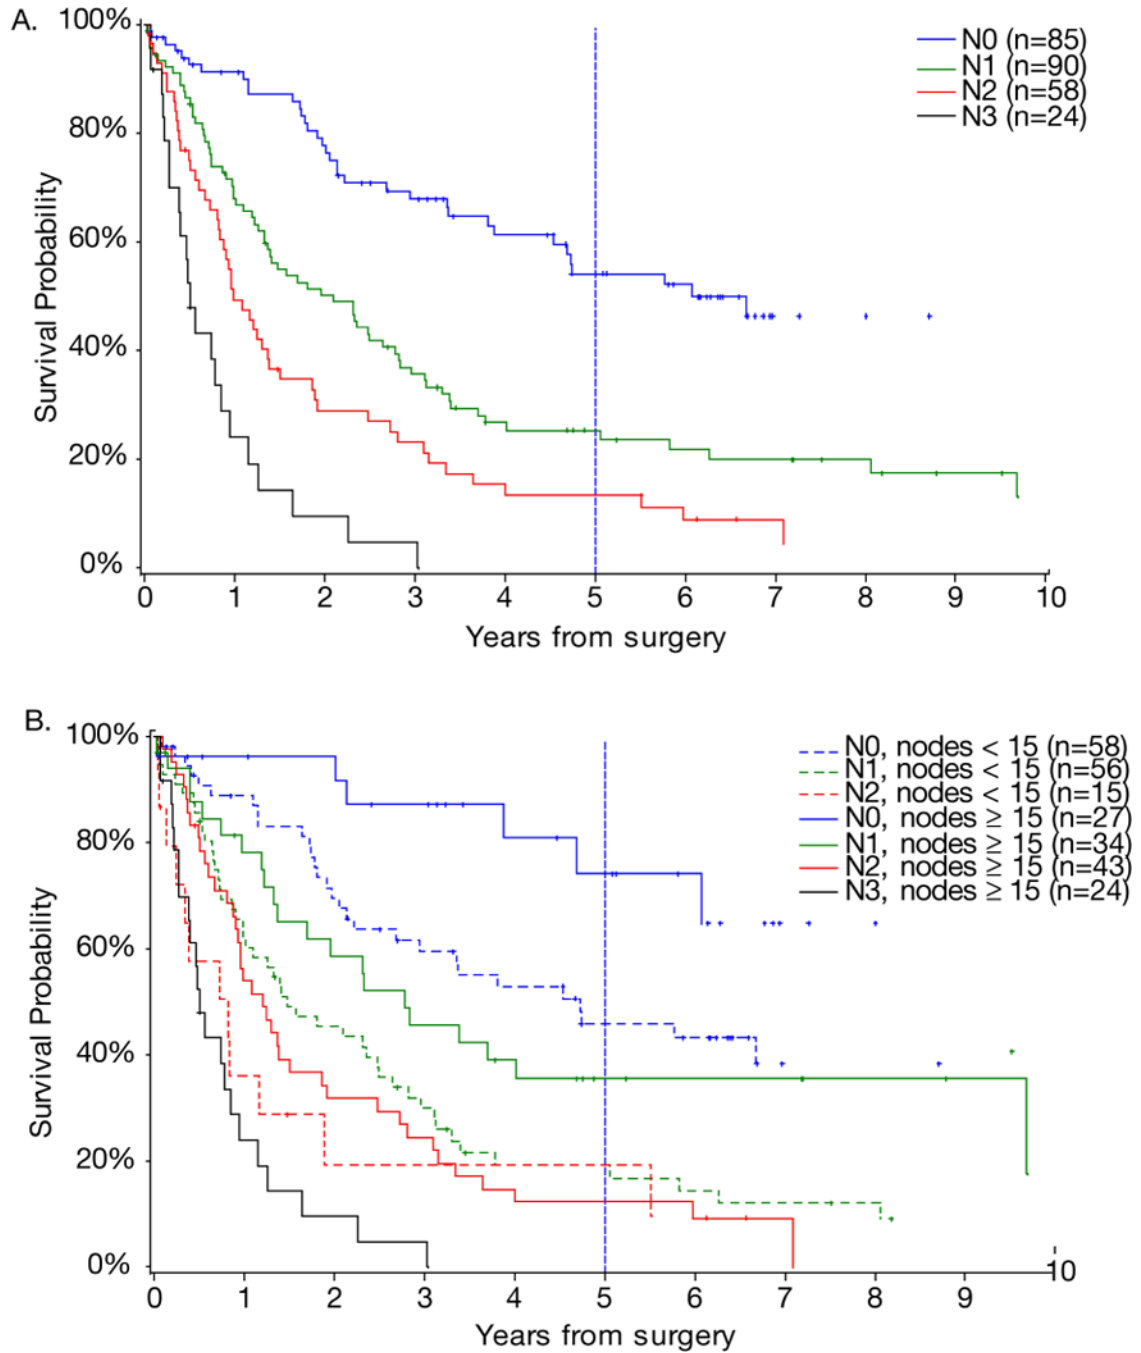 A.
100%
80%
60%
40%
20%
0%
Survival Probability
N0 (n=85)
N1 (n=90)
N2 (n=58)
N3 (n=24)
0 1 2 3 4 5 6 7 8 9 10
Years from surgery
B.
100%
80%
60%
40%
20%
0%
Survival Probability
N0, nodes < 15 (n=58)
N1, nodes < 15 (n=56)
N2, nodes < 15 (n=15)
N0, nodes ≥ 15 (n=27)
N1, nodes ≥ 15 (n=34)
N2, nodes ≥ 15 (n=43)
N3, nodes ≥ 15 (n=24)
0 1 2 3 4 5 6 7 8 9 10
Years from surgery